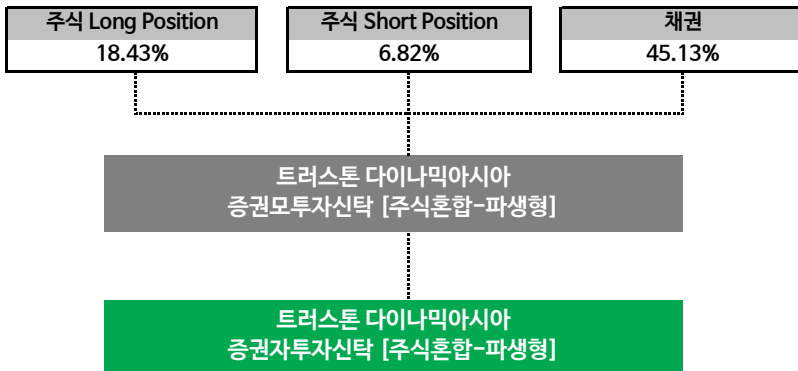 주식 Long Position
18.43%
주식 Short Position
6.82%
채권
45.13%
트러스톤 다이나믹아시아
증권모투자신탁 [주식혼합-파생형]
트러스톤 다이나믹아시아
증권자투자신탁 [주식혼합-파생형]